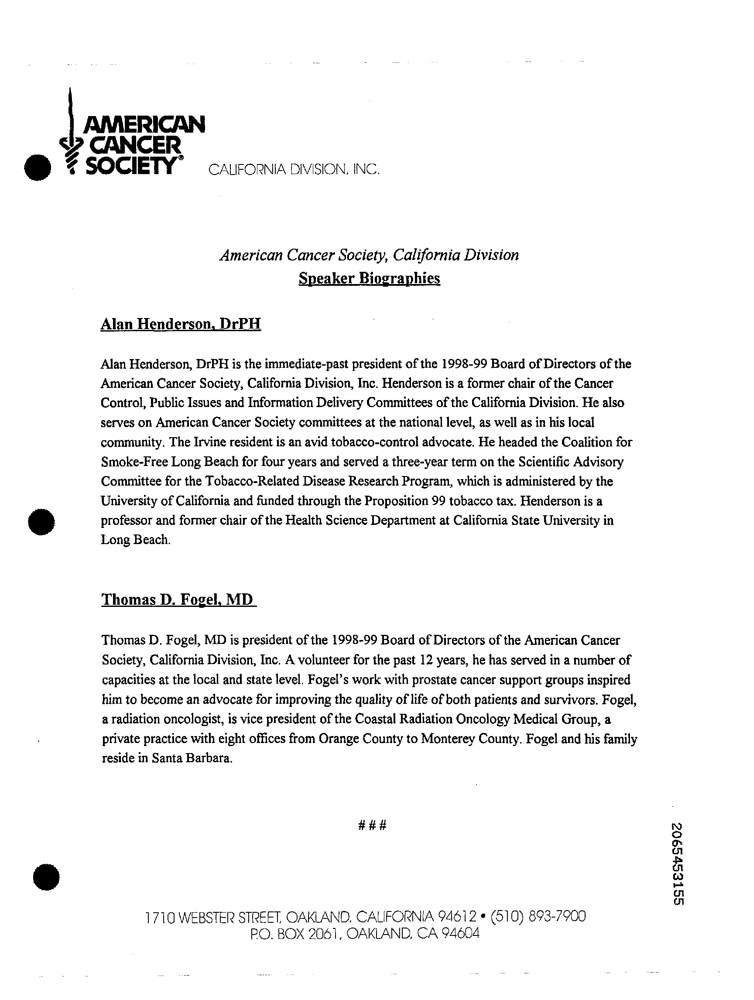 AMERICAN
CANCER
SOCIETY®
CALIFORNIA DIVISION, INC.
American Cancer Society, California Division
Speaker Biographies
Alan Henderson, DrPH
Alan Henderson, DrPH is the immediate-past president of the 1998-99 Board of Directors of the
American Cancer Society, California Division, Inc. Henderson is a former chair of the Cancer
Control, Public Issues and Information Delivery Committees of the California Division. He also
serves on American Cancer Society committees at the national level, as well as in his local
community. The Irvine resident is an avid tobacco-control advocate. He headed the Coalition for
Smoke-Free Long Beach for four years and served a three-year term on the Scientific Advisory
Committee for the Tobacco-Related Disease Research Program, which is administered by the
University of California and funded through the Proposition 99 tobacco tax. Henderson is a
professor and former chair of the Health Science Department at California State University in
Long Beach.
Thomas D. Fogel, MD
Thomas D. Fogel, MD is president of the 1998-99 Board of Directors of the American Cancer
Society, California Division, Inc. A volunteer for the past 12 years, he has served in a number of
capacities at the local and state level. Fogel's work with prostate cancer support groups inspired
him to become an advocate for improving the quality of life of both patients and survivors. Fogel,
a radiation oncologist, is vice president of the Coastal Radiation Oncology Medical Group, a
private practice with eight offices from Orange County to Monterey County. Fogel and his family
reside in Santa Barbara.
# # #
2065453155
1710 WEBSTER STREET, OAKLAND, CALIFORNIA 94612 • (510) 893-7900
P.O. BOX 2061, OAKLAND, CA 94604